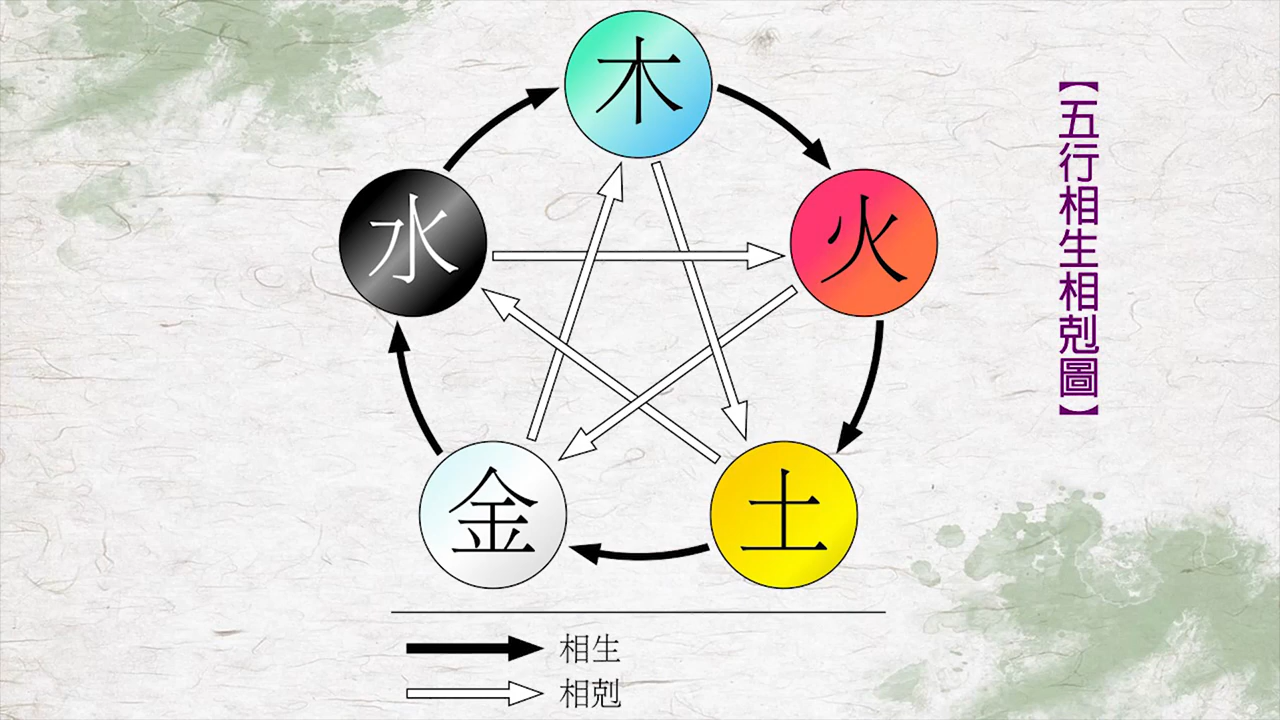 【五行相生相剋圖】
木
水
火
金
土
相生
相剋